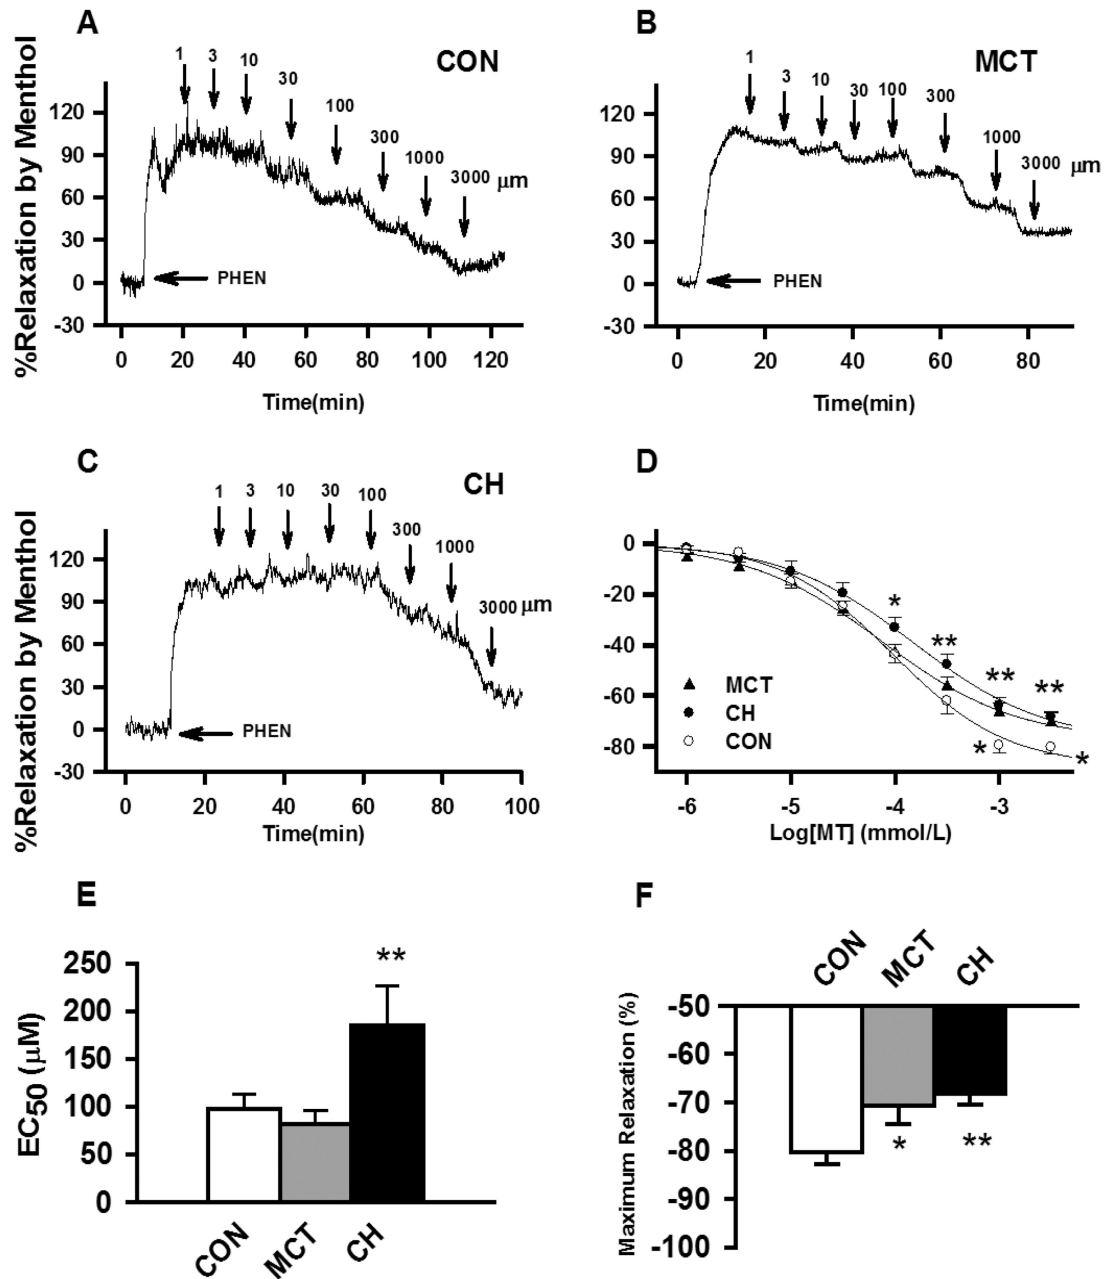 A
CON
%Relaxation by Menthol
1 3 10 30 100 300 1000 3000 μm
120
90
60
30
0
-30
PHEN
0 20 40 60 80 100 120
Time(min)
B
MCT
1 3 10 30 100 300 1000 3000 μm
120
90
60
30
0
-30
PHEN
0 20 40 60 80
Time(min)
C
CH
%Relaxation by Menthol
1 3 10 30 100 300 1000 3000 μm
120
90
60
30
0
-30
PHEN
0 20 40 60 80 100
Time(min)
D
0
-20
-40
-60
-80
* ** ** **
* *
MCT
CH
CON
-6 -5 -4 -3
Log[MT] (mmol/L)
E
EC50 (μM)
250
200
150
100
50
0
**
CON MCT CH
F
CON MCT CH
Maximum Relaxation (%)
-50
-60
-70
-80
-90
-100
* **